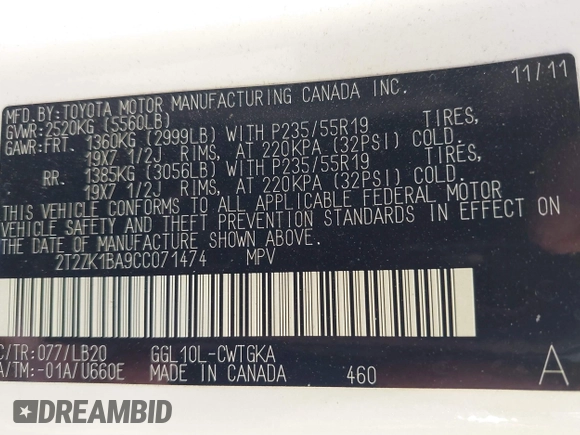 MFD.BY:TOYOTA MOTOR MANUFACTURING CANADA INC. 11/11
GVWR:2520KG (5560LB)
GAWR:FRT. 1360KG (2999LB) WITH P235/55R19 TIRES,
19X7 1/2J RIMS, AT 220KPA (32PSI) COLD.
RR. 1385KG (3056LB) WITH P235/55R19 TIRES,
19X7 1/2J RIMS, AT 220KPA (32PSI) COLD.
THIS VEHICLE CONFORMS TO ALL APPLICABLE FEDERAL MOTOR
VEHICLE SAFETY AND THEFT PREVENTION STANDARDS IN EFFECT ON
THE DATE OF MANUFACTURE SHOWN ABOVE.
2T2ZK1BA9CC071474 MPV
C/TR:077/LB20 GGL10L-CWTGKA
A/TM:-01A/U660E MADE IN CANADA 460 A
DREAMBID